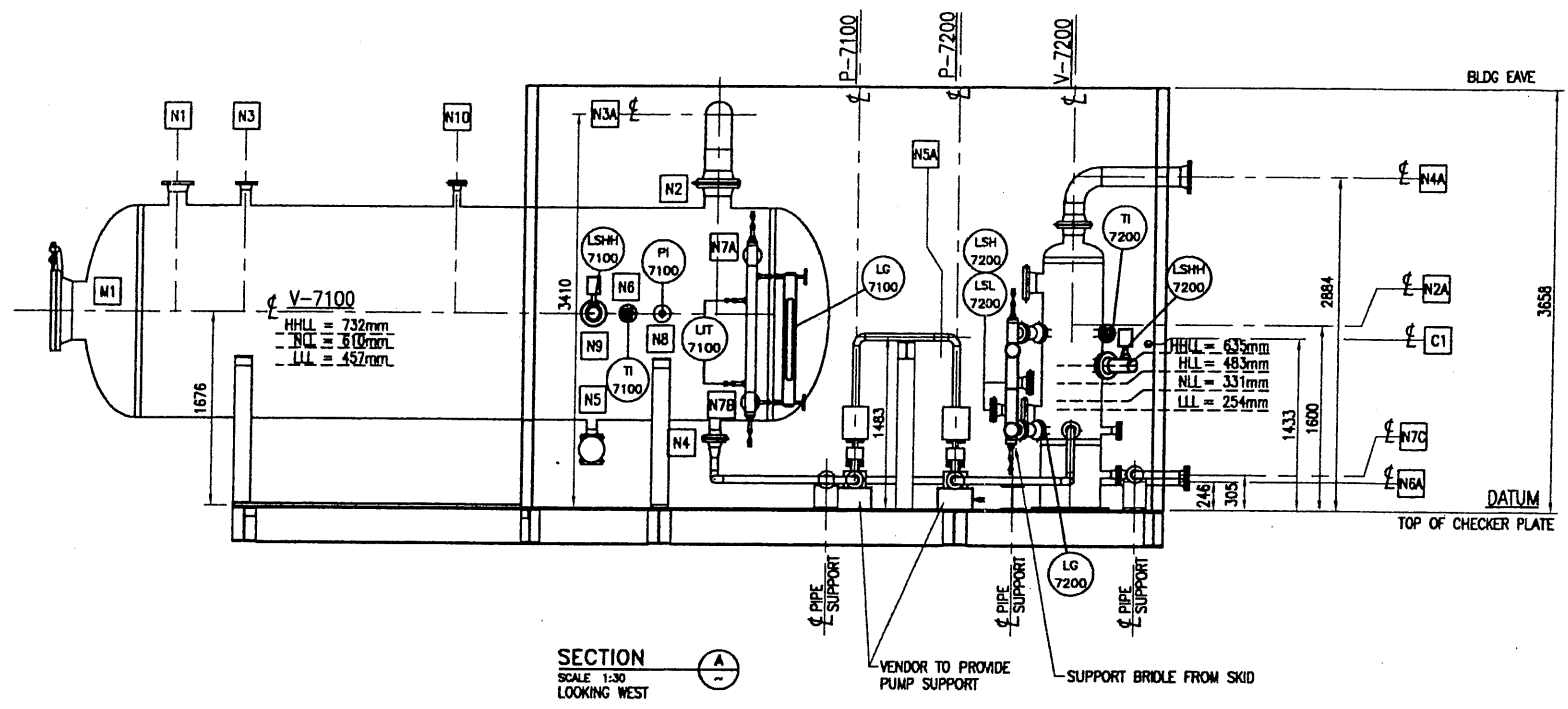 P-7100
P-7200
V-7200
BLDG EAVE
N1
N3
N10
N3A
N5A
N2
N4A
LSHH
7100
N6
PI
7100
N7A
LG
7100
LSH
7200
LSL
7200
TI
7200
LSHH
7200
M1
V-7100
HHLL = 732mm
NLL = 610mm
LLL = 457mm
3410
N9
N8
LIT
7100
TI
7100
N2A
C1
2884
3658
HHLL = 635mm
HLL = 483mm
NLL = 331mm
LLL = 254mm
1676
N5
N7B
N4
1483
1433
1600
N7C
N6A
246
305
DATUM
TOP OF CHECKER PLATE
PIPE
SUPPORT
PIPE
SUPPORT
LG
7200
PIPE
SUPPORT
SECTION
SCALE 1:30
LOOKING WEST
A
~
VENDOR TO PROVIDE
PUMP SUPPORT
SUPPORT BRIDLE FROM SKID